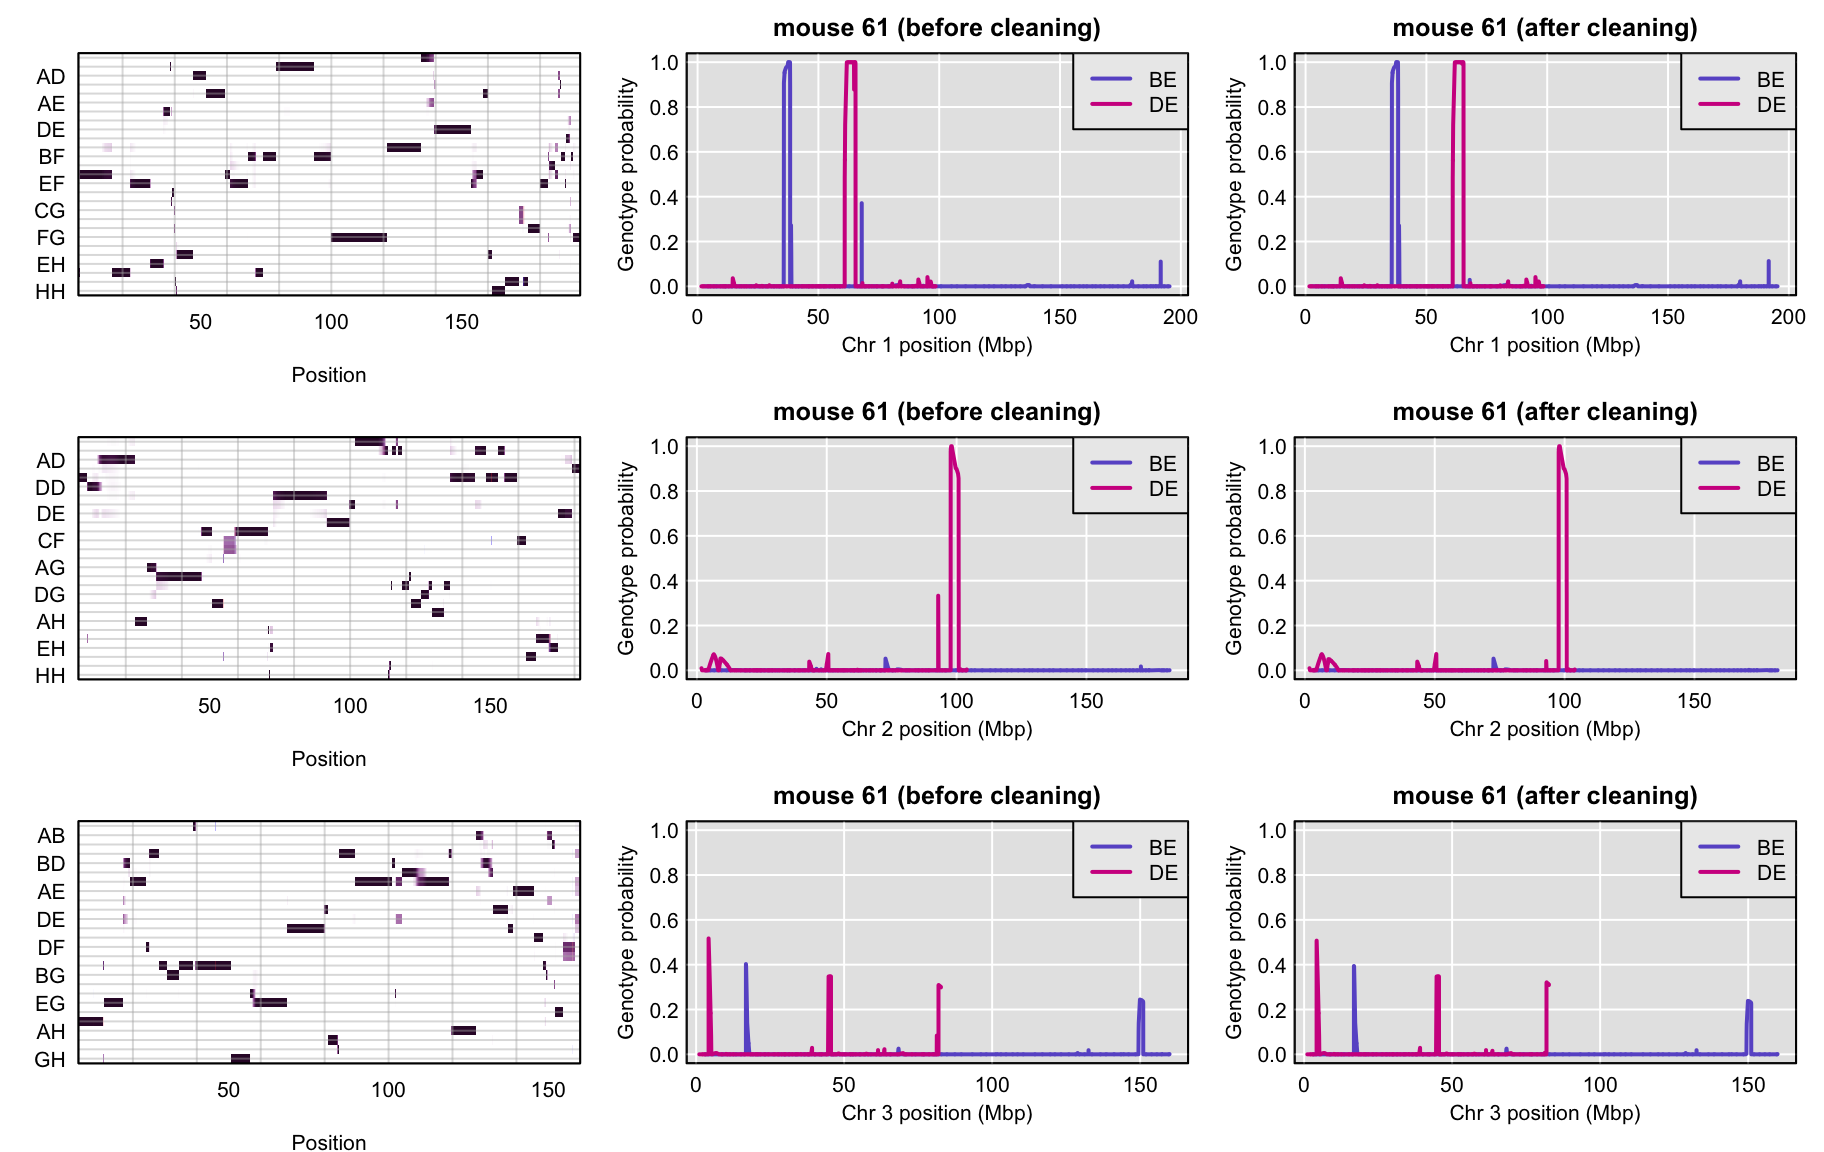 AD
AE
DE
BF
EF
CG
FG
EH
HH
50 100 150
Position
mouse 61 (before cleaning)
Genotype probability
1.0
0.8
0.6
0.4
0.2
0.0
BE
DE
0 50 100 150 200
Chr 1 position (Mbp)
mouse 61 (after cleaning)
Genotype probability
1.0
0.8
0.6
0.4
0.2
0.0
BE
DE
0 50 100 150 200
Chr 1 position (Mbp)
AD
DD
DE
CF
AG
DG
AH
EH
HH
50 100 150
Position
mouse 61 (before cleaning)
Genotype probability
1.0
0.8
0.6
0.4
0.2
0.0
BE
DE
0 50 100 150
Chr 2 position (Mbp)
mouse 61 (after cleaning)
Genotype probability
1.0
0.8
0.6
0.4
0.2
0.0
BE
DE
0 50 100 150
Chr 2 position (Mbp)
AB
BD
AE
DE
DF
BG
EG
AH
GH
50 100 150
Position
mouse 61 (before cleaning)
Genotype probability
1.0
0.8
0.6
0.4
0.2
0.0
BE
DE
0 50 100 150
Chr 3 position (Mbp)
mouse 61 (after cleaning)
Genotype probability
1.0
0.8
0.6
0.4
0.2
0.0
BE
DE
0 50 100 150
Chr 3 position (Mbp)